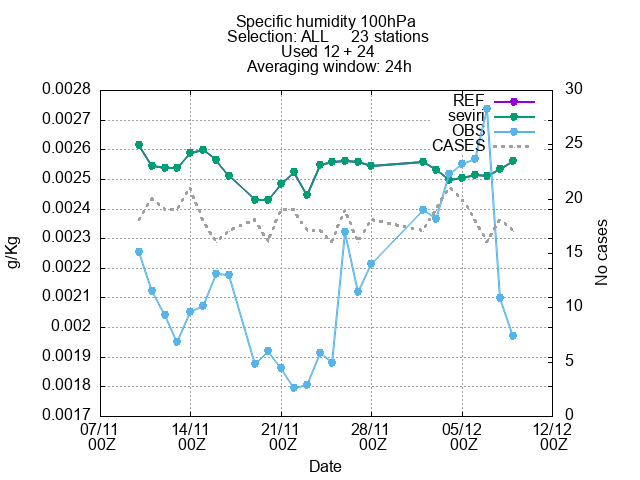 Specific humidity 100hPa
Selection: ALL 23 stations
Used 12 + 24
Averaging window: 24h
0.0028
0.0027
0.0026
0.0025
0.0024
0.0023
0.0022
0.0021
0.002
0.0019
0.0018
0.0017
g/Kg
REF
seviri
OBS
CASES
30
25
20
15
10
5
0
No cases
07/11 14/11 21/11 28/11 05/12 12/12
00Z 00Z 00Z 00Z 00Z 00Z
Date